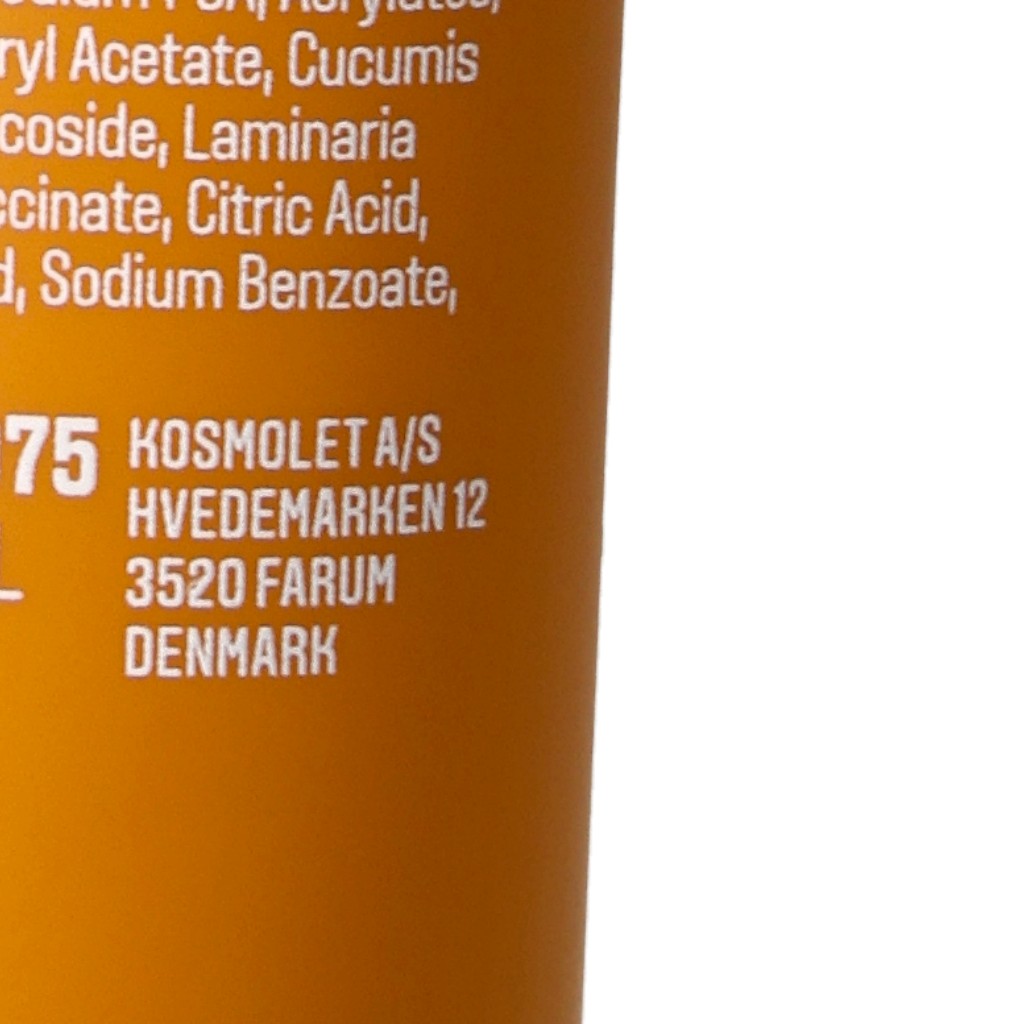 ryl Acetate, Cucumis
coside, Laminaria
ccinate, Citric Acid,
d, Sodium Benzoate,
75
KOSMOLET A/S
HVEDEMARKEN 12
3520 FARUM
DENMARK